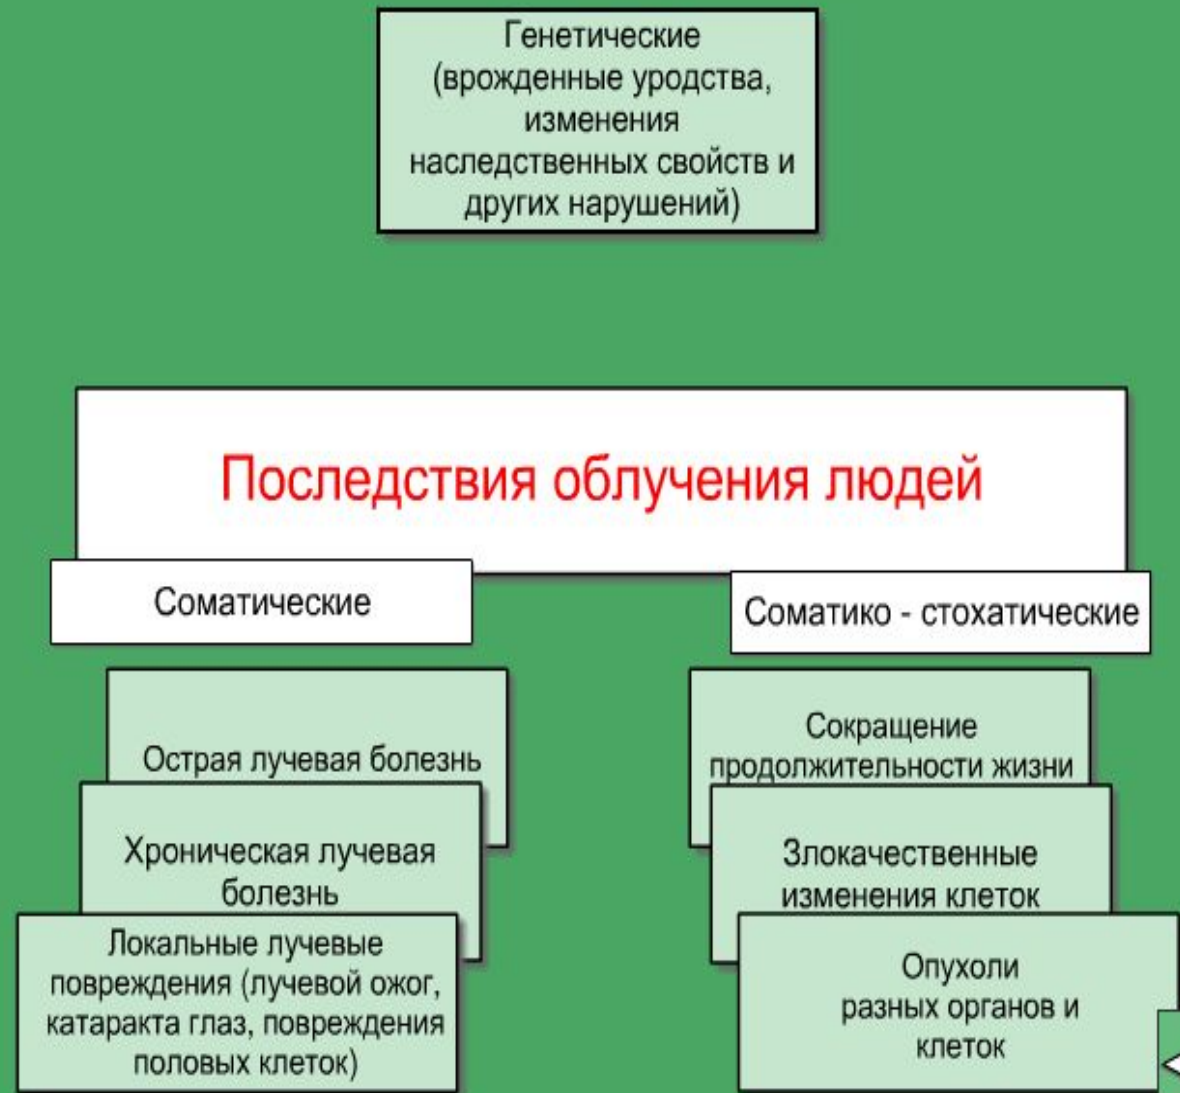 Генетические
(врожденные уродства,
изменения
наследственных свойств и
других нарушений)
Последствия облучения людей
Соматические
Соматико - стохатические
Острая лучевая болезнь
Хроническая лучевая
болезнь
Локальные лучевые
повреждения (лучевой ожог,
катаракта глаз, повреждения
половых клеток)
Сокращение
продолжительности жизни
Злокачественные
изменения клеток
Опухоли
разных органов и
клеток